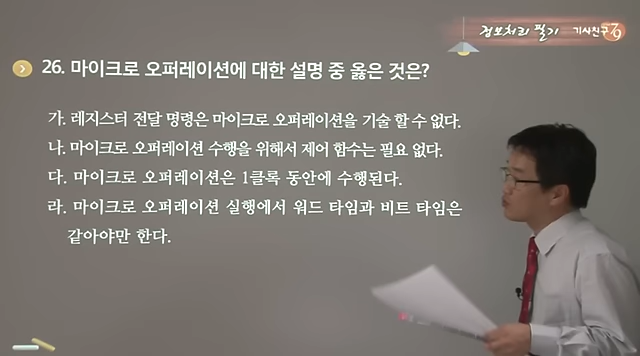 정보처리 필기 기사친구79
26. 마이크로 오퍼레이션에 대한 설명 중 옳은 것은?
가. 레지스터 전달 명령은 마이크로 오퍼레이션을 기술 할 수 없다.
나. 마이크로 오퍼레이션 수행을 위해서 제어 함수는 필요 없다.
다. 마이크로 오퍼레이션은 1클록 동안에 수행된다.
라. 마이크로 오퍼레이션 실행에서 워드 타임과 비트 타임은
같아야만 한다.